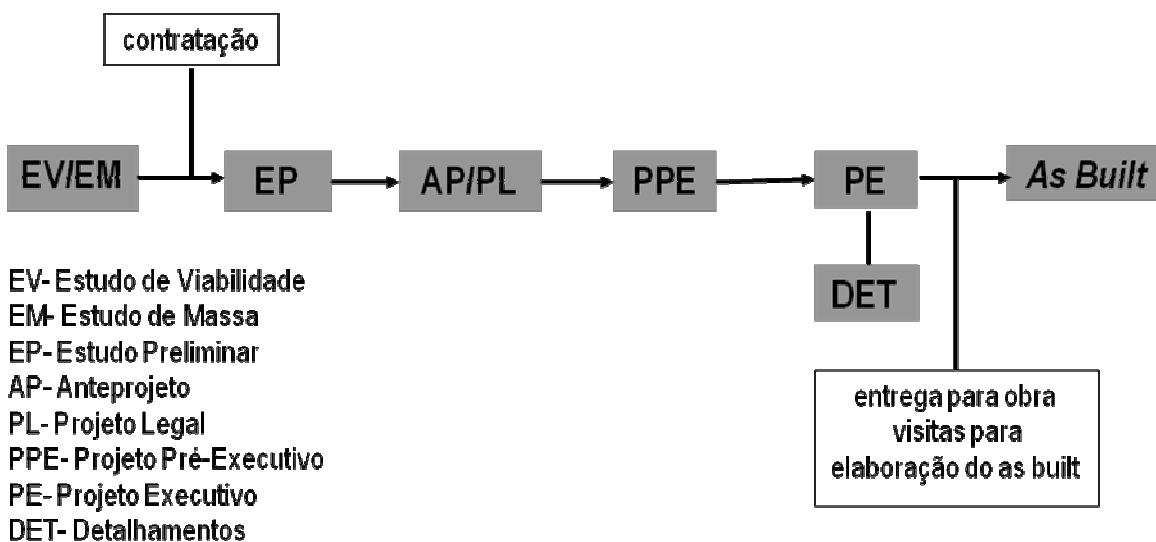 contratação
EV/EM
EP
AP/PL
PPE
PE
As Built
DET
EV- Estudo de Viabilidade
EM- Estudo de Massa
EP- Estudo Preliminar
AP- Anteprojeto
PL- Projeto Legal
PPE- Projeto Pré-Executivo
PE- Projeto Executivo
DET- Detalhamentos
entrega para obra
visitas para
elaboração do as built